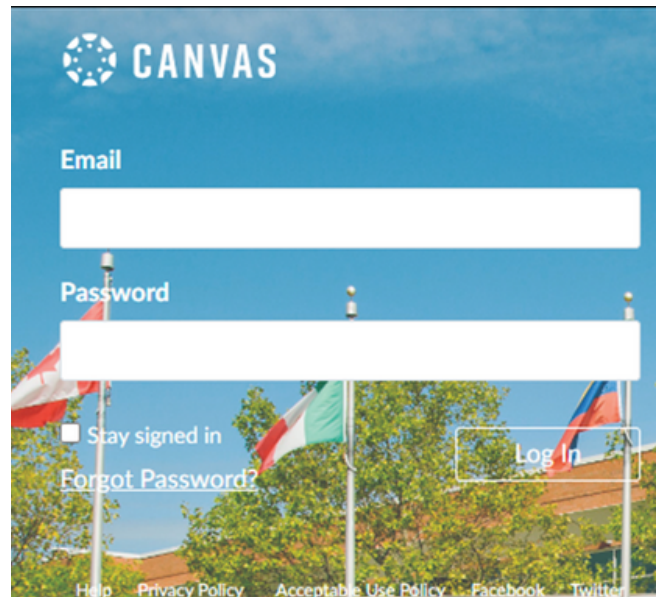 CANVAS
Email
Password
Stay signed in
Log In
Forgot Password?
Help Privacy Policy Acceptable Use Policy Facebook Twitter